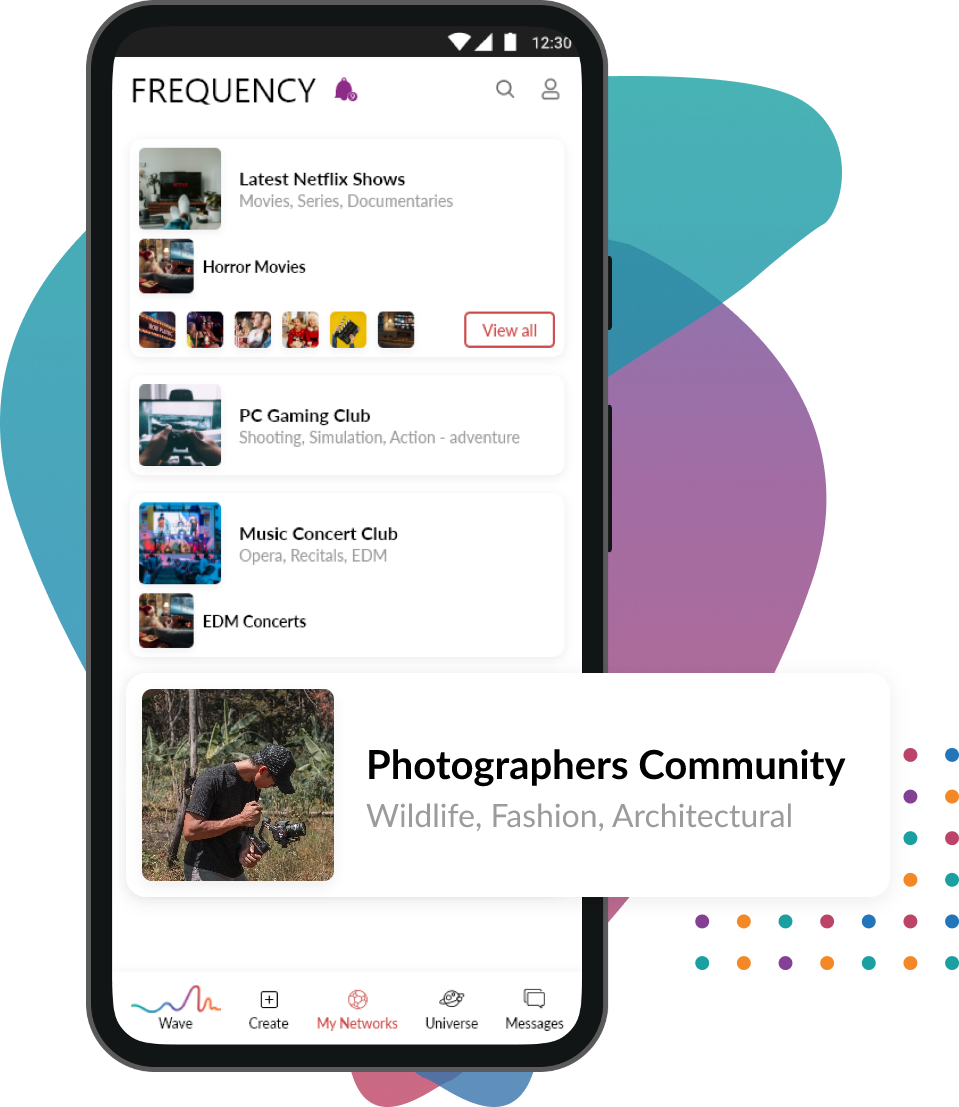 12:30
FREQUENCY
Latest Netflix Shows
Movies, Series, Documentaries
NETFLIX
Horror Movies
View all
PC Gaming Club
Shooting, Simulation, Action - adventure
Music Concert Club
Opera, Recitals, EDM
EDM Concerts
Photographers Community
Wildlife, Fashion, Architectural
Wave
Create
My Networks
Universe
Messages